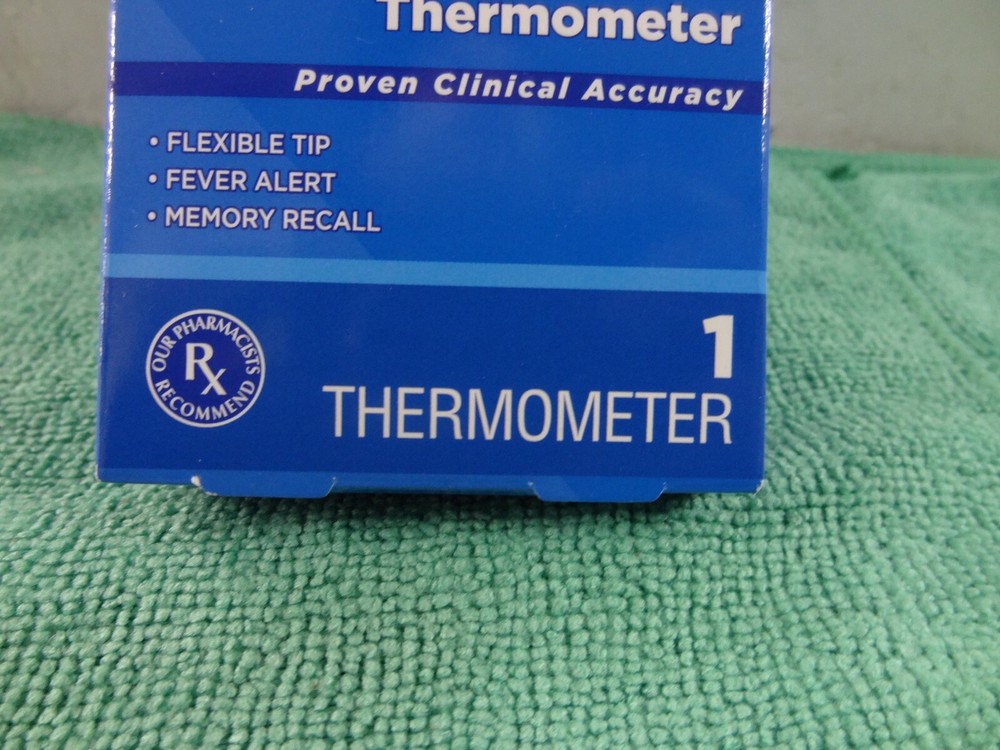 Thermometer
Proven Clinical Accuracy
• FLEXIBLE TIP
• FEVER ALERT
• MEMORY RECALL
OUR PHARMACISTS
Rx
RECOMMEND
1
THERMOMETER